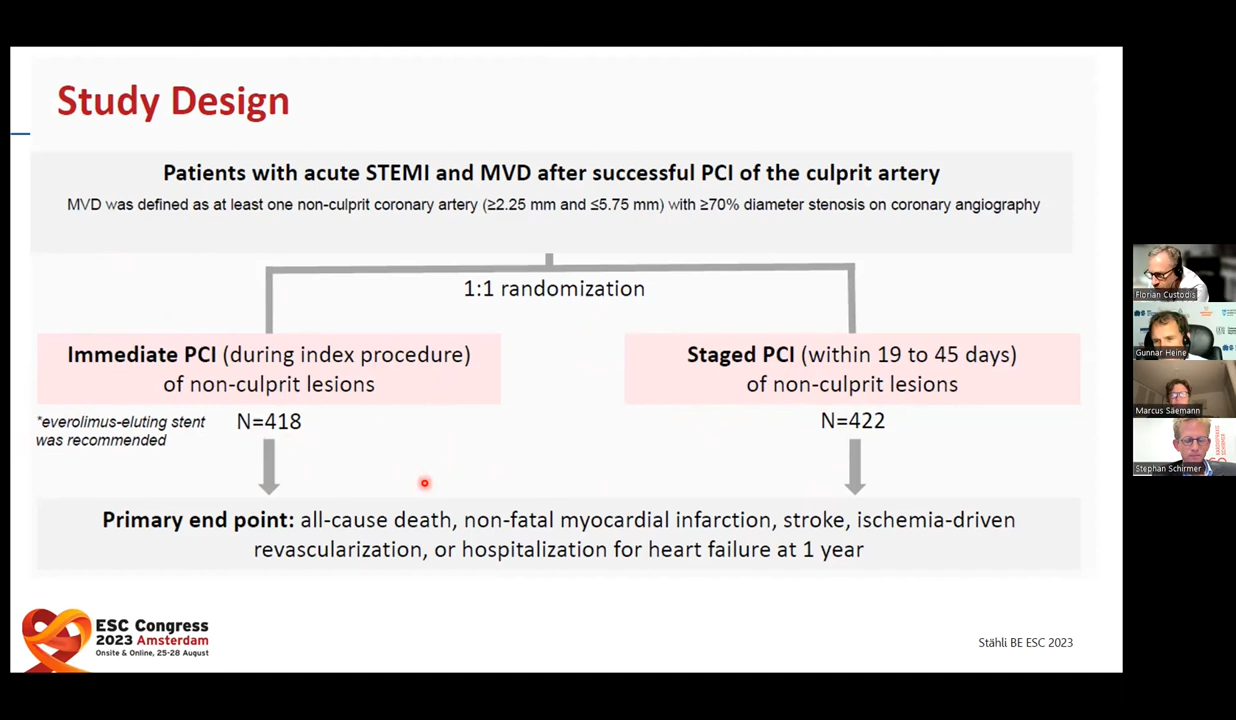 Study Design
Patients with acute STEMI and MVD after successful PCI of the culprit artery
MVD was defined as at least one non-culprit coronary artery (≥2.25 mm and ≤5.75 mm) with ≥70% diameter stenosis on coronary angiography
1:1 randomization
Immediate PCI (during index procedure)
of non-culprit lesions
Staged PCI (within 19 to 45 days)
of non-culprit lesions
*everolimus-eluting stent
was recommended
N=418
N=422
Primary end point: all-cause death, non-fatal myocardial infarction, stroke, ischemia-driven
revascularization, or hospitalization for heart failure at 1 year
ESC Congress
2023 Amsterdam
Onsite & Online, 25-28 August
Stähli BE ESC 2023
Florian Custodis
Gunnar Heine
Marcus Säemann
Stephan Schirmer